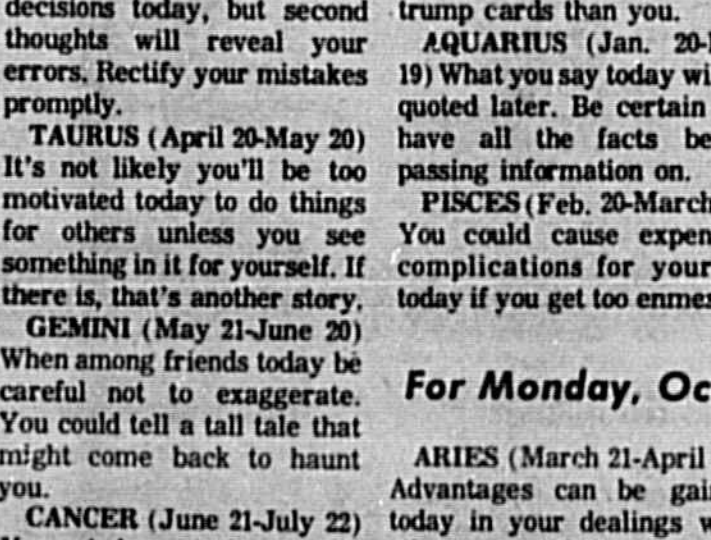 decisions today, but second
thoughts will reveal your
errors. Rectify your mistakes
promptly.
TAURUS (April 20-May 20)
It's not likely you'll be too
motivated today to do things
for others unless you see
something in it for yourself. If
there is, that's another story.
GEMINI (May 21-June 20)
When among friends today be
careful not to exaggerate.
You could tell a tall tale that
might come back to haunt
you.
CANCER (June 21-July 22)
trump cards than you.
AQUARIUS (Jan. 20-
19) What you say today wi
quoted later. Be certain
have all the facts be
passing information on.
PISCES (Feb. 20-March
You could cause expen
complications for your
today if you get too enmes
For Monday, Oc
ARIES (March 21-April
Advantages can be gai
today in your dealings w